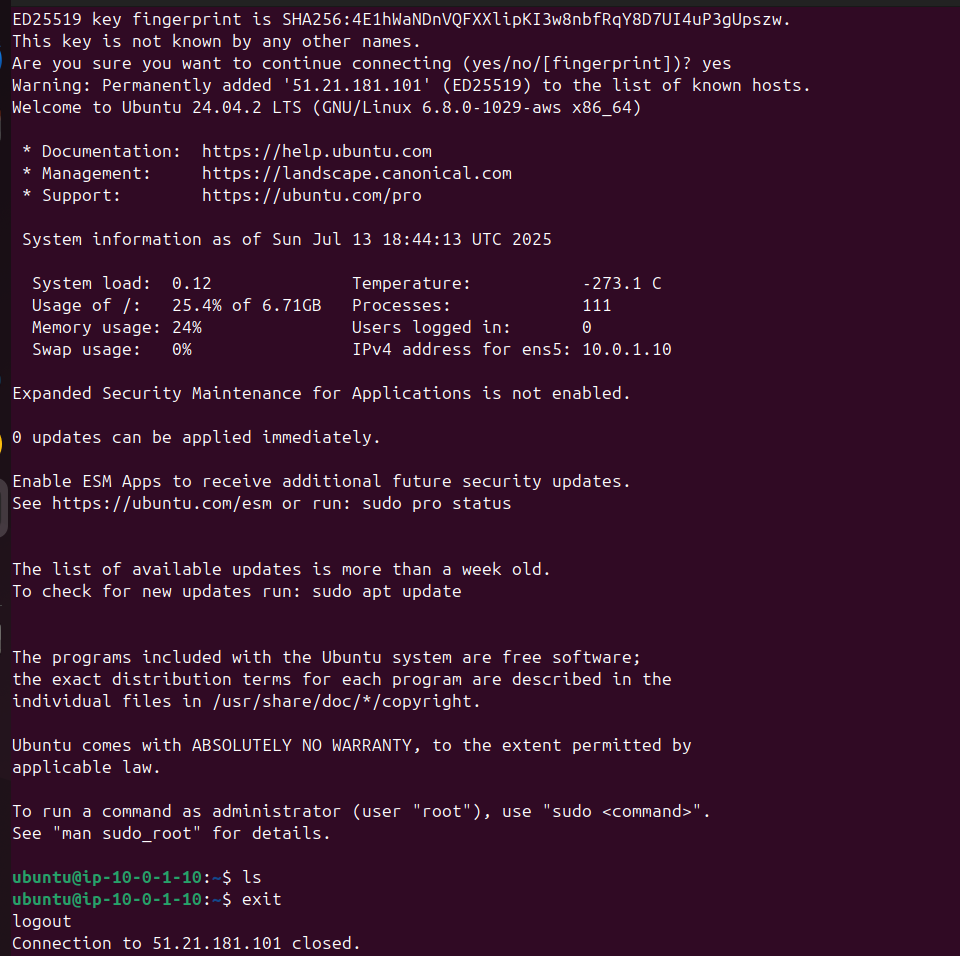 ED25519 key fingerprint is SHA256:4E1hWaNDnVQFXXlipKI3w8nbfRqY8D7UI4uP3gUpszw.
This key is not known by any other names.
Are you sure you want to continue connecting (yes/no/[fingerprint])? yes
Warning: Permanently added '51.21.181.101' (ED25519) to the list of known hosts.
Welcome to Ubuntu 24.04.2 LTS (GNU/Linux 6.8.0-1029-aws x86_64)
* Documentation:  https://help.ubuntu.com
* Management:     https://landscape.canonical.com
* Support:        https://ubuntu.com/pro
System information as of Sun Jul 13 18:44:13 UTC 2025
System load:  0.12              Temperature:           -273.1 C
Usage of /:   25.4% of 6.71GB   Processes:             111
Memory usage: 24%               Users logged in:       0
Swap usage:   0%                IPv4 address for ens5: 10.0.1.10
Expanded Security Maintenance for Applications is not enabled.
0 updates can be applied immediately.
Enable ESM Apps to receive additional future security updates.
See https://ubuntu.com/esm or run: sudo pro status
The list of available updates is more than a week old.
To check for new updates run: sudo apt update
The programs included with the Ubuntu system are free software;
the exact distribution terms for each program are described in the
individual files in /usr/share/doc/*/copyright.
Ubuntu comes with ABSOLUTELY NO WARRANTY, to the extent permitted by
applicable law.
To run a command as administrator (user "root"), use "sudo <command>".
See "man sudo_root" for details.
ubuntu@ip-10-0-1-10:~$ ls
ubuntu@ip-10-0-1-10:~$ exit
logout
Connection to 51.21.181.101 closed.